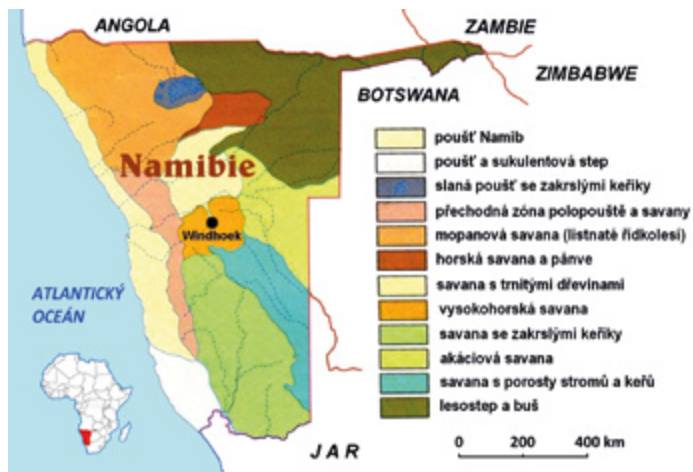 ANGOLA
ZAMBIE
ZIMBABWE
BOTSWANA
Namibie
Windhoek
ATLANTICKÝ
OCEÁN
poušť Namib
poušť a sukulentová step
slaná poušť se zakrslými keříky
přechodná zóna polopouště a savany
mopanová savana (listnaté řídkolesí)
horská savana a pánve
savana s trnitými dřevinami
vysokohorská savana
savana se zakrslými keříky
akáciová savana
savana s porosty stromů a keřů
lesostep a buš
0 200 400 km
JAR